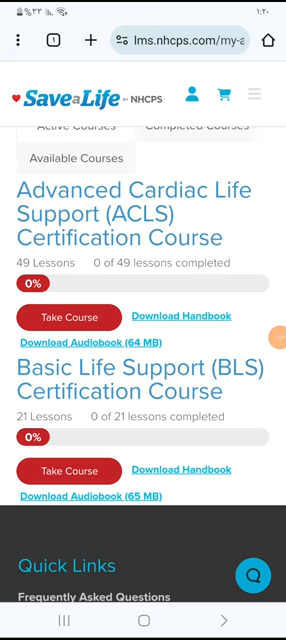 %٣٣
١:٢٠
1
lms.nhcps.com/my-a
Save a Life BY NHCPS
Active Courses
Completed Courses
Available Courses
Advanced Cardiac Life
Support (ACLS)
Certification Course
49 Lessons 0 of 49 lessons completed
0%
Take Course
Download Handbook
Download Audiobook (64 MB)
Basic Life Support (BLS)
Certification Course
21 Lessons 0 of 21 lessons completed
0%
Take Course
Download Handbook
Download Audiobook (65 MB)
Quick Links
Frequently Asked Questions